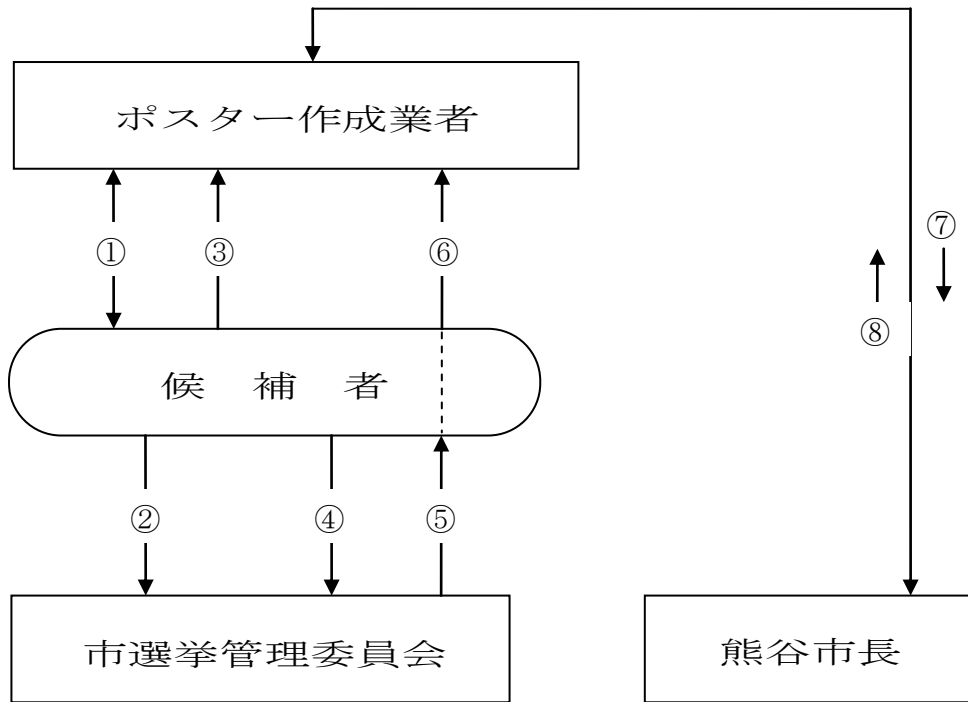 ポスター作成業者
① ③ ⑥ ⑦
⑧
候補者
② ④ ⑤
市選挙管理委員会 熊谷市長